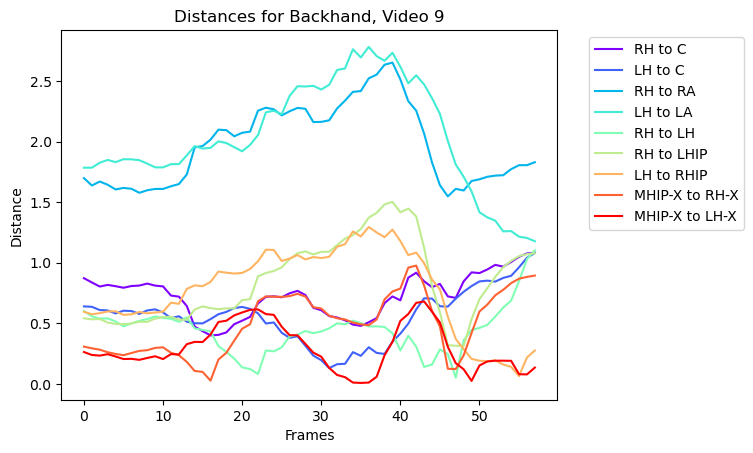 Distances for Backhand, Video 9
Distance
2.5
2.0
1.5
1.0
0.5
0.0
0
10
20
30
40
50
Frames
RH to C
LH to C
RH to RA
LH to LA
RH to LH
RH to LHIP
LH to RHIP
MHIP-X to RH-X
MHIP-X to LH-X